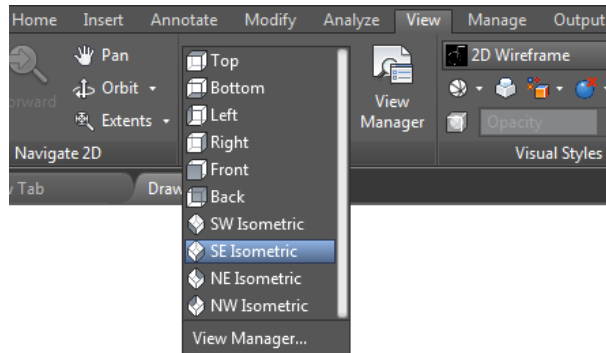 Home Insert Annotate Modify Analyze View Manage Output
Pan
Orbit
Extents
orward
Navigate 2D
Top
Bottom
Left
Right
Front
Back
SW Isometric
SE Isometric
NE Isometric
NW Isometric
View Manager...
View
Manager
2D Wireframe
Opacity
Visual Styles
Tab
Draw